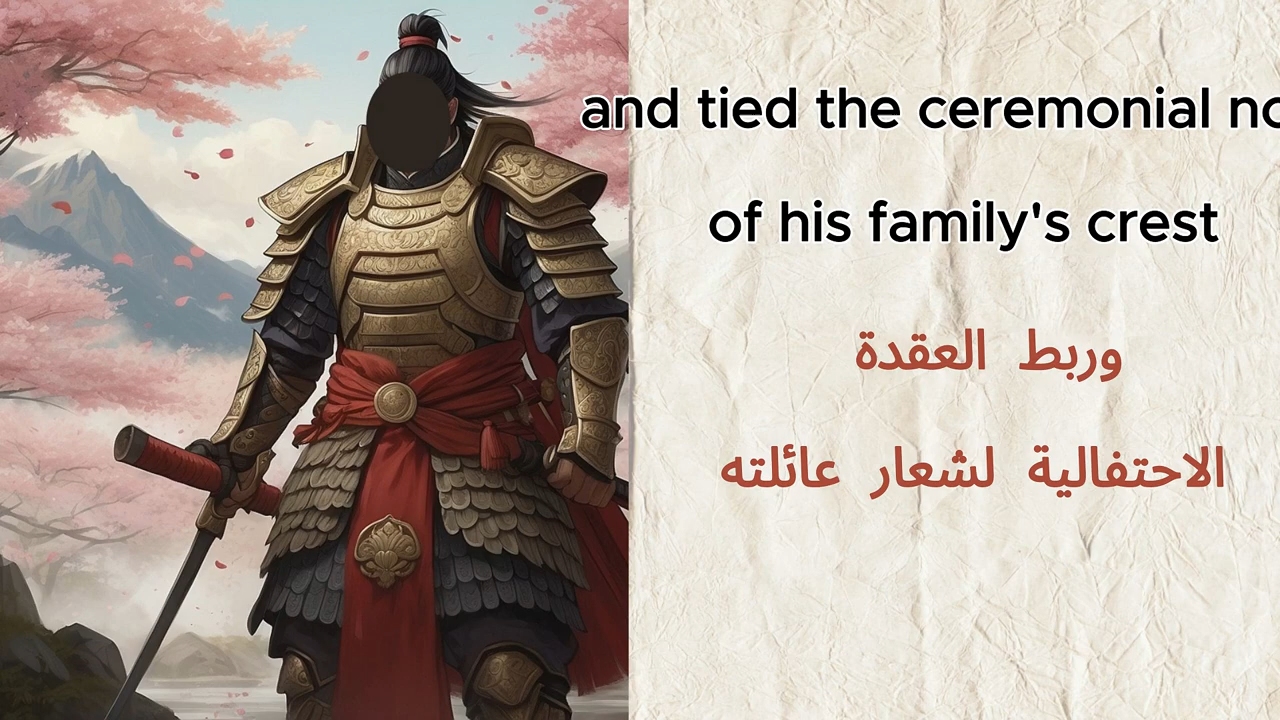 and tied the ceremonial
of his family's crest
وربط العقدة
الاحتفالية لشعار عائلته